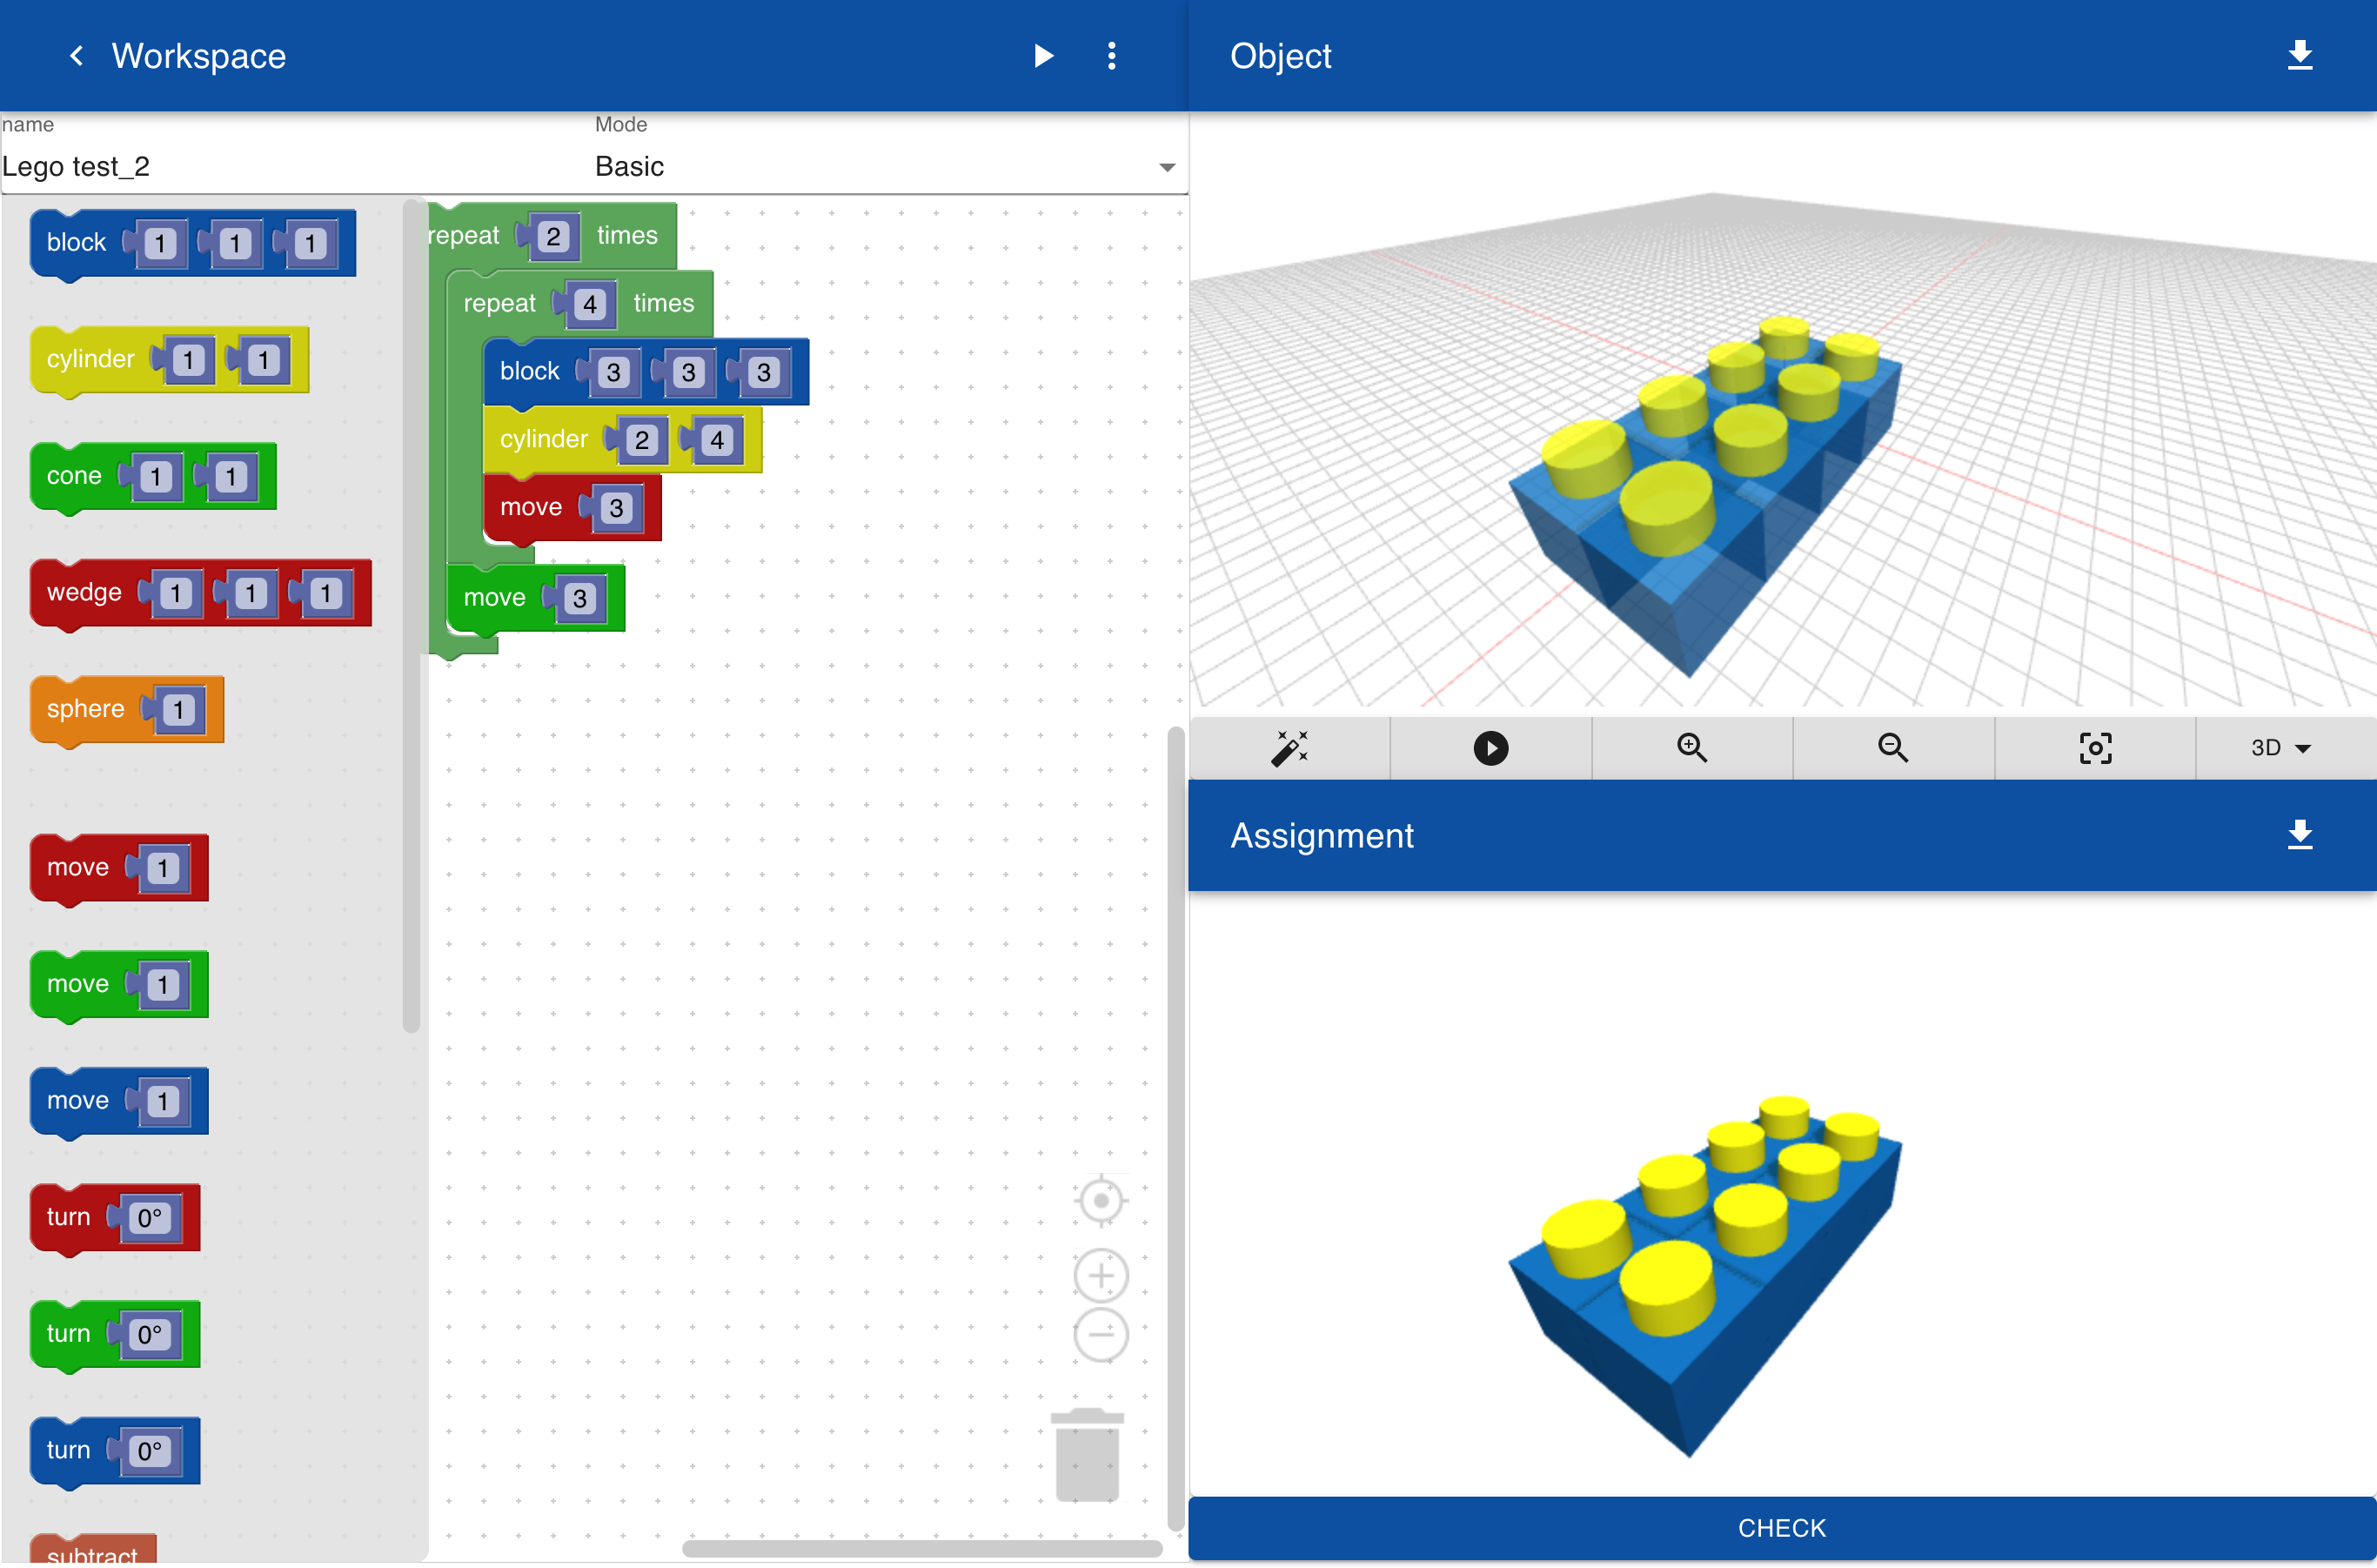 Workspace
name
Mode
Lego test_2
Basic
block 1 1 1
cylinder 1 1
cone 1 1
wedge 1 1 1
sphere 1
move 1
move 1
move 1
turn 0°
turn 0°
turn 0°
subtract
repeat 2 times
repeat 4 times
block 3 3 3
cylinder 2 4
move 3
move 3
Object
3D
Assignment
CHECK